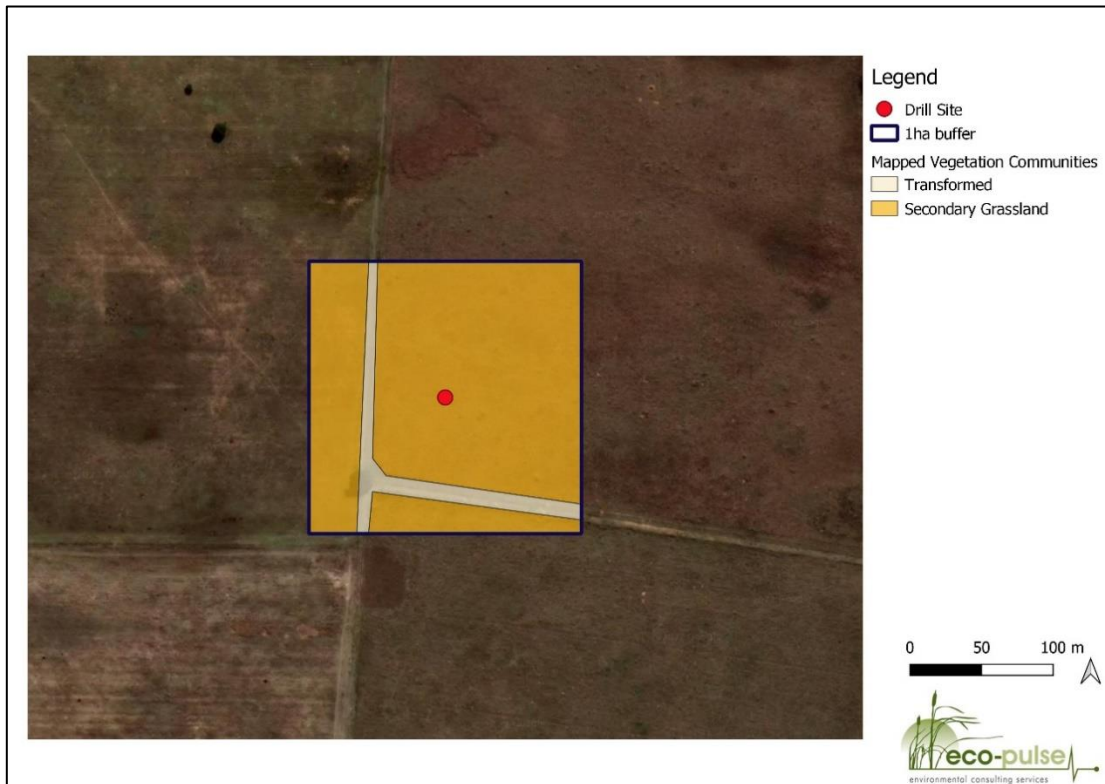 Legend
Drill Site
1ha buffer
Mapped Vegetation Communities
Transformed
Secondary Grassland
0 50 100 m
eco-pulse
environmental consulting services